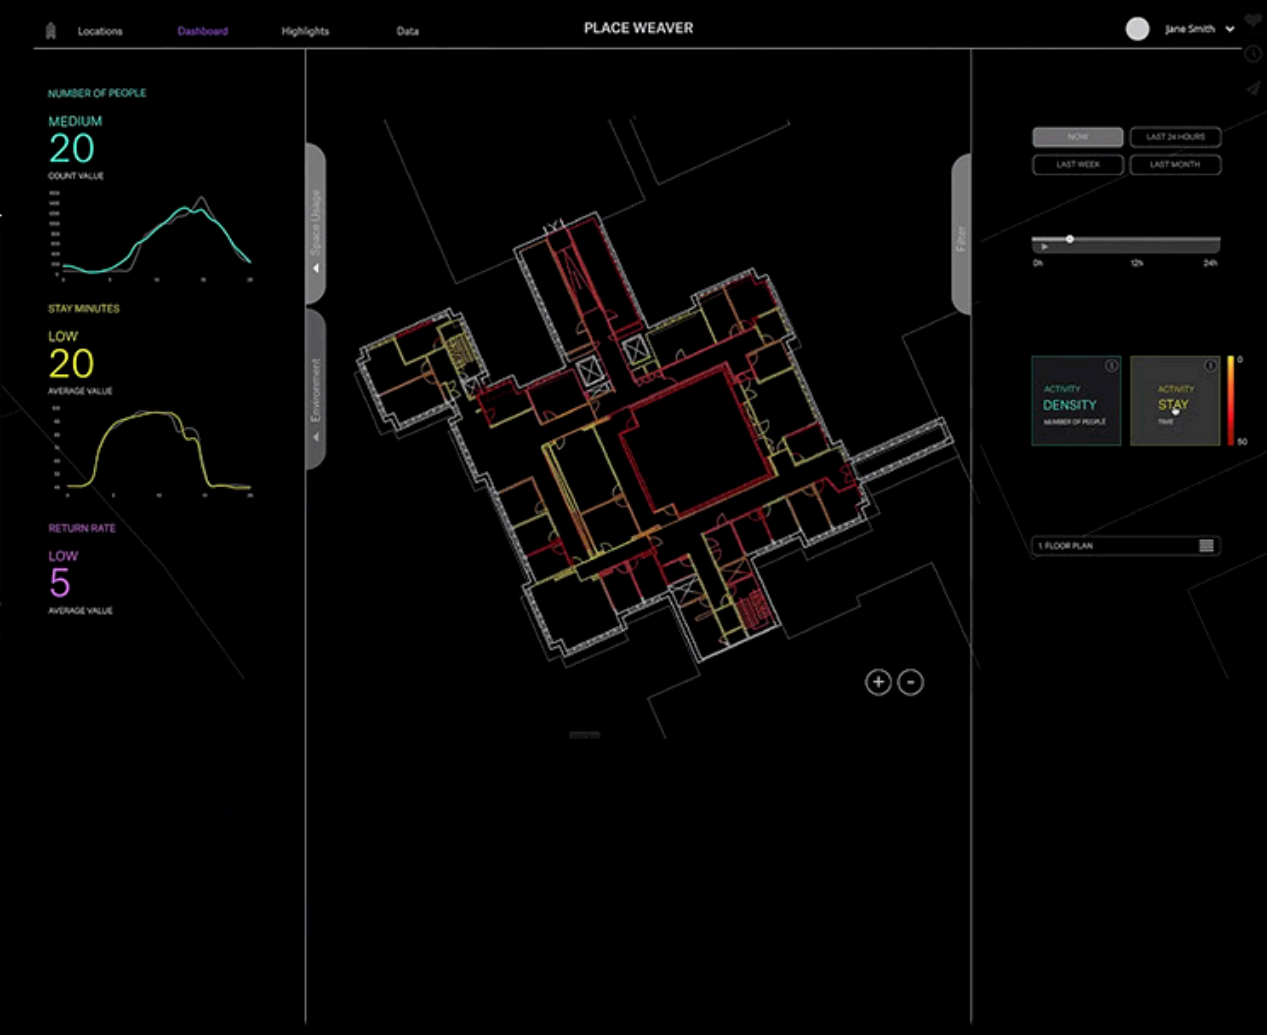 Locations
Dashboard
Highlights
Data
PLACE WEAVER
Jane Smith
NUMBER OF PEOPLE
MEDIUM
20
COUNT VALUE
STAY MINUTES
LOW
20
AVERAGE VALUE
RETURN RATE
LOW
5
AVERAGE VALUE
Space Usage
Environment
+
-
Filter
NOW
LAST 24 HOURS
LAST WEEK
LAST MONTH
0h
12h
24h
ACTIVITY
DENSITY
NUMBER OF PEOPLE
ACTIVITY
STAY
TIME
0
50
1. FLOOR PLAN